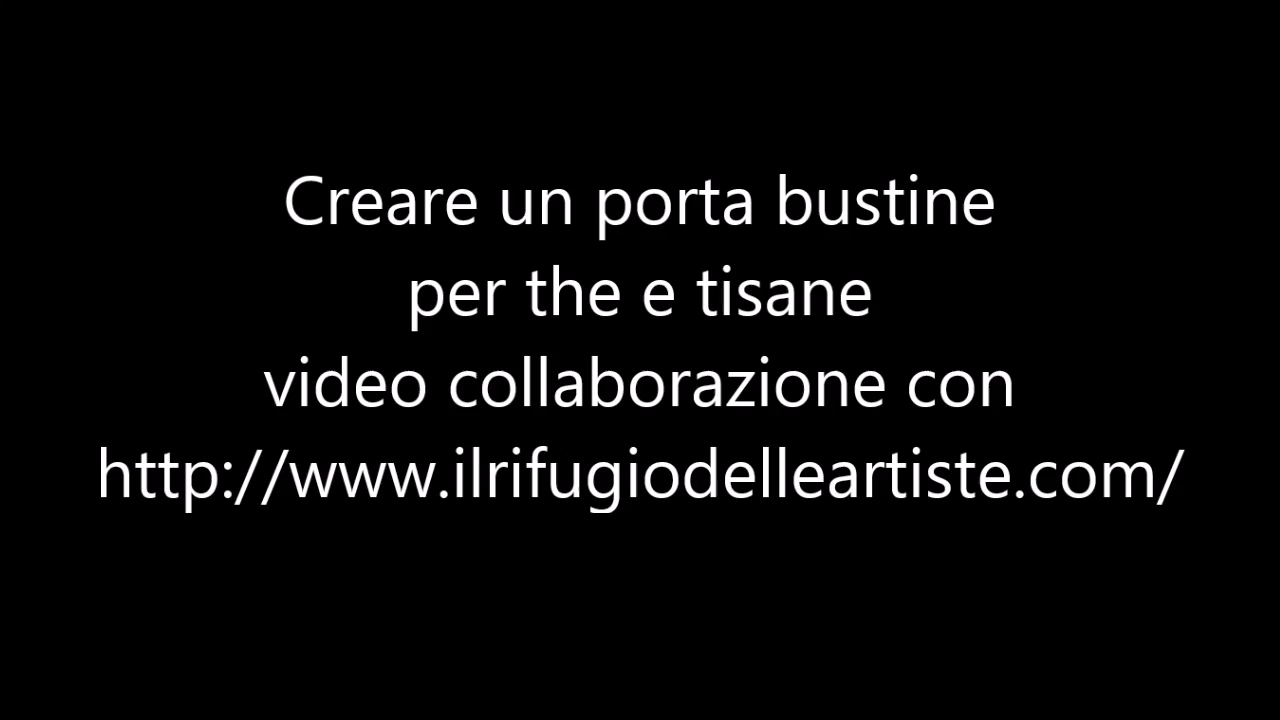 Creare un porta bustine
per the e tisane
video collaborazione con
http://www.ilrifugiodelleartiste.com/